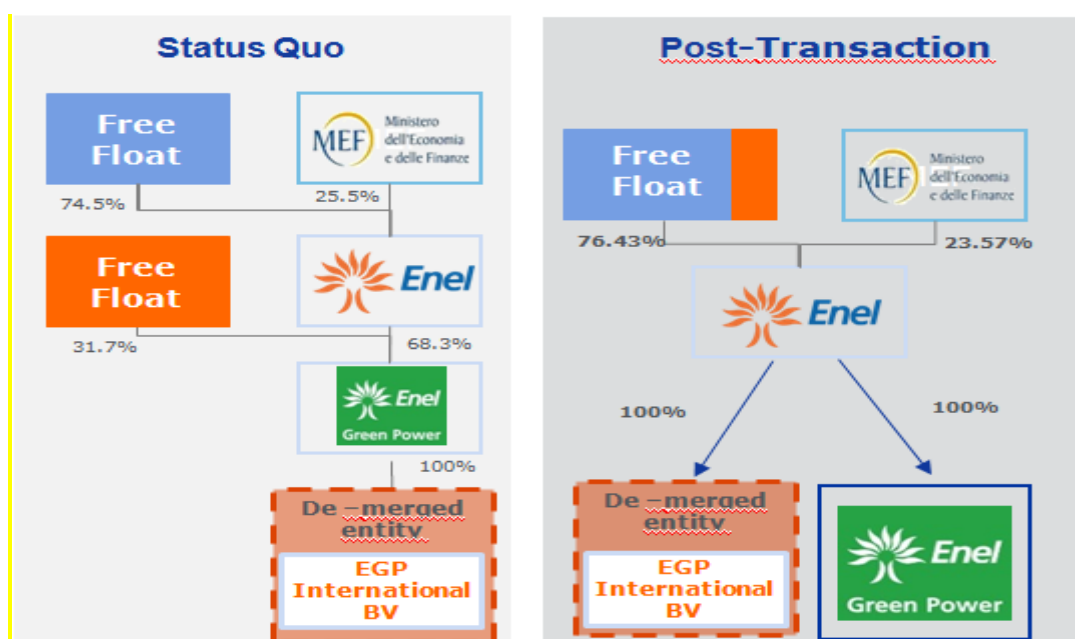 Status Quo
Free
Float
MEF
Ministero
dell'Economia
e delle Finanze
74.5%
25.5%
Free
Float
Enel
31.7%
68.3%
Enel
Green Power
100%
De –merged
entity
EGP
International
BV
Post-Transaction
Free
Float
MEF
Ministero
dell'Economia
e delle Finanze
76.43%
23.57%
Enel
100%
100%
De –merged
entity
EGP
International
BV
Enel
Green Power